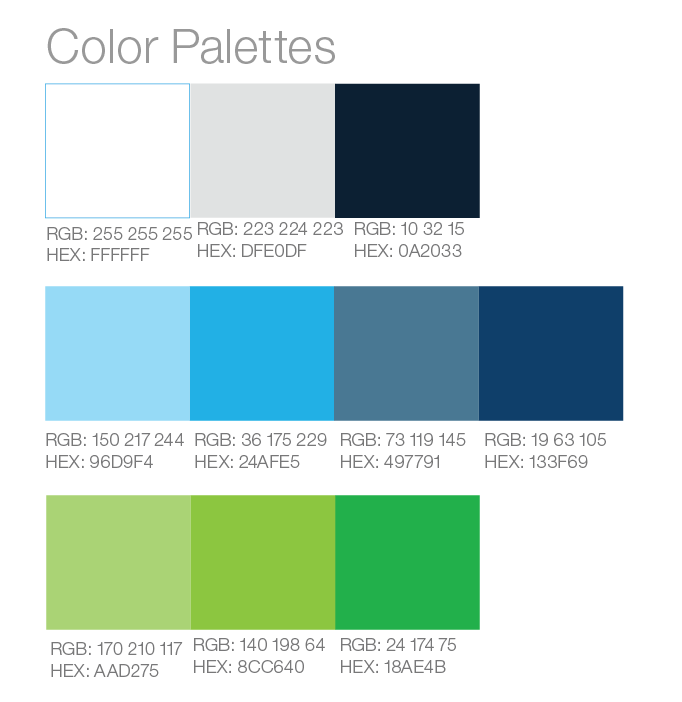 Color Palettes
RGB: 255 255 255
HEX: FFFFFF
RGB: 223 224 223
HEX: DFE0DF
RGB: 10 32 15
HEX: 0A2033
RGB: 150 217 244
HEX: 96D9F4
RGB: 36 175 229
HEX: 24AFE5
RGB: 73 119 145
HEX: 497791
RGB: 19 63 105
HEX: 133F69
RGB: 170 210 117
HEX: AAD275
RGB: 140 198 64
HEX: 8CC640
RGB: 24 174 75
HEX: 18AE4B